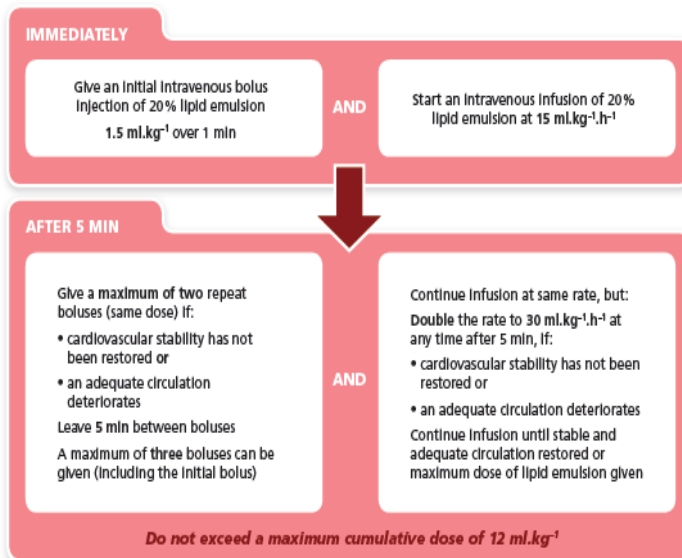 IMMEDIATELY
Give an initial intravenous bolus
injection of 20% lipid emulsion
1.5 ml.kg⁻¹ over 1 min
AND
Start an intravenous infusion of 20%
lipid emulsion at 15 ml.kg⁻¹.h⁻¹
AFTER 5 MIN
Give a maximum of two repeat
boluses (same dose) if:
• cardiovascular stability has not
been restored or
• an adequate circulation
deteriorates
Leave 5 min between boluses
A maximum of three boluses can be
given (including the initial bolus)
AND
Continue infusion at same rate, but:
Double the rate to 30 ml.kg⁻¹.h⁻¹ at
any time after 5 min, if:
• cardiovascular stability has not been
restored or
• an adequate circulation deteriorates
Continue infusion until stable and
adequate circulation restored or
maximum dose of lipid emulsion given
Do not exceed a maximum cumulative dose of 12 ml.kg⁻¹